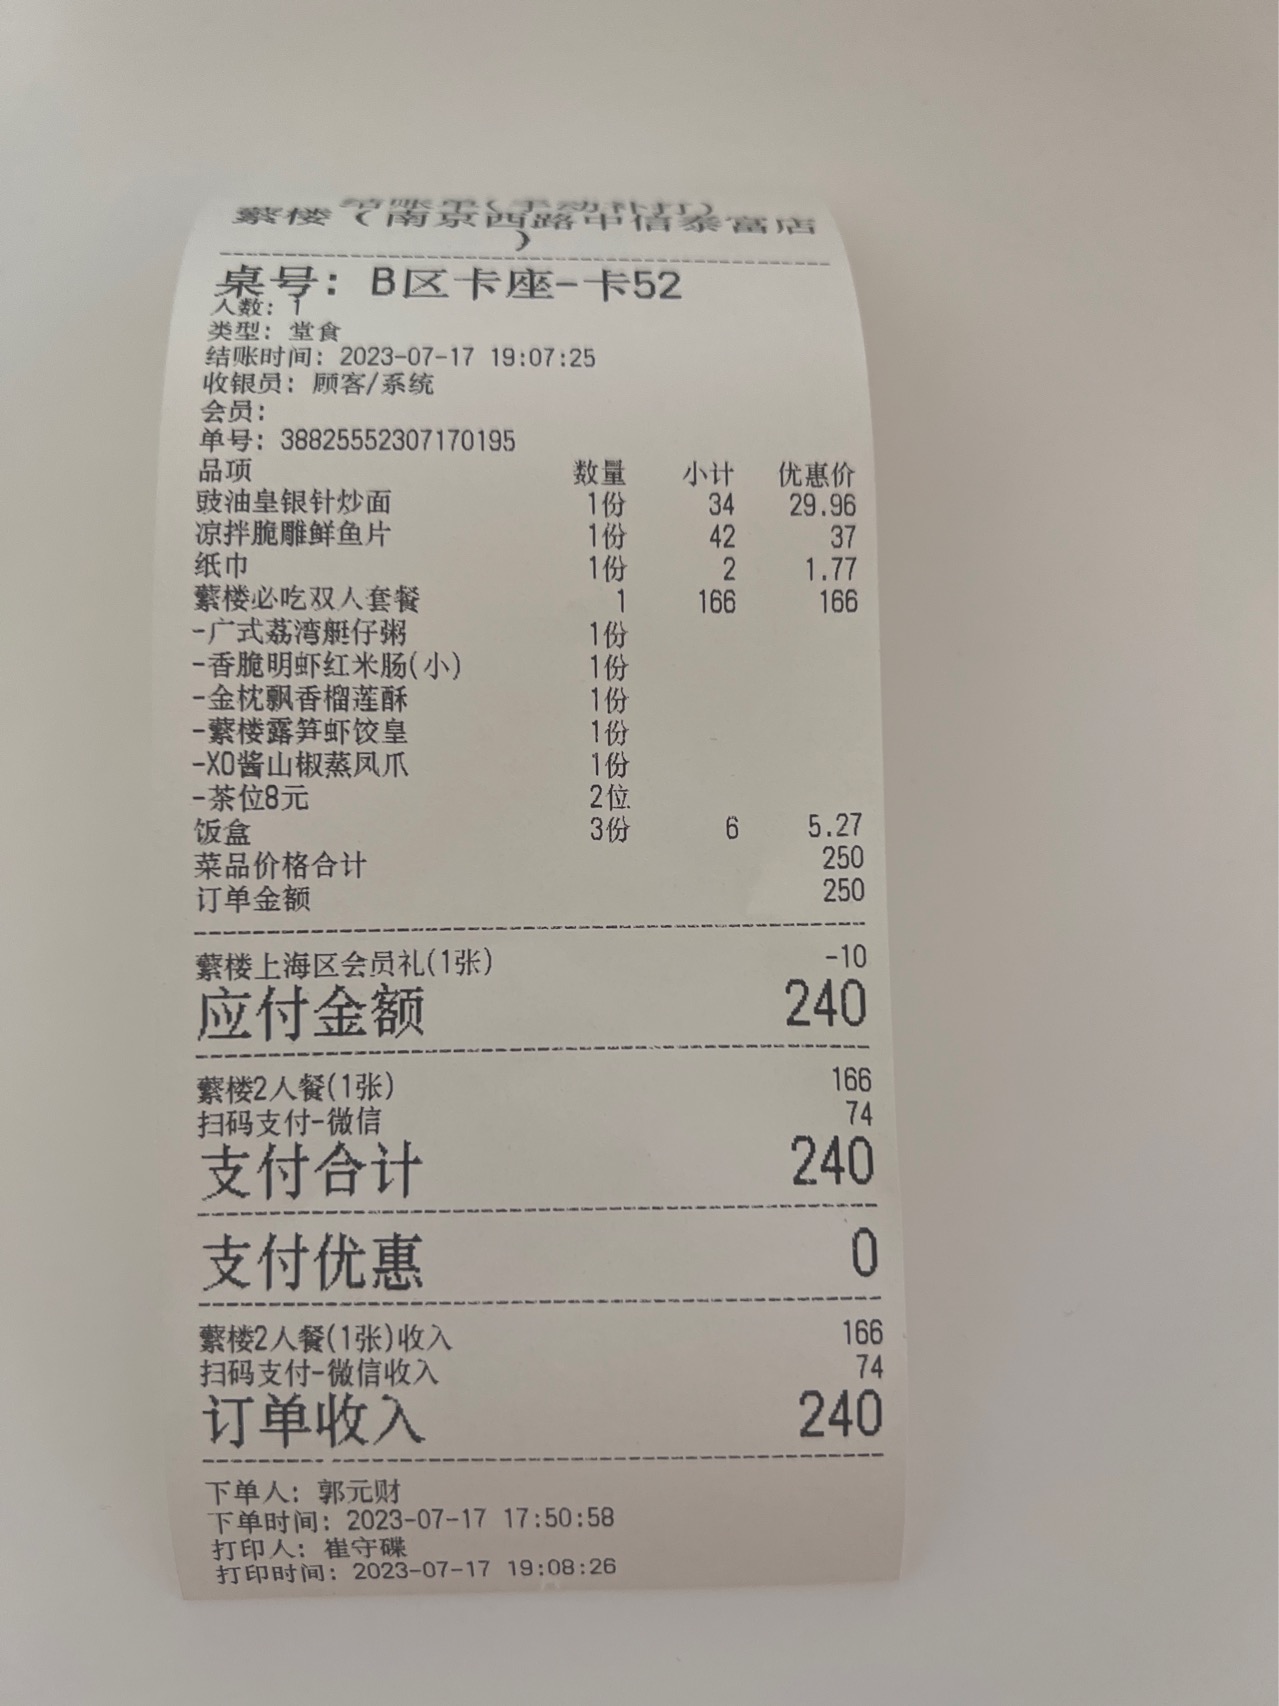 结账单(手动补打)
蘩楼(南京西路中信泰富店
)
桌号: B区卡座-卡52
人数: 1
类型: 堂食
结账时间: 2023-07-17 19:07:25
收银员: 顾客/系统
会员:
单号: 388255552307170195
品项 数量 小计 优惠价
豉油皇银针炒面 1份 34 29.96
凉拌脆雕鲜鱼片 1份 42 37
纸巾 1份 2 1.77
蘩楼必吃双人套餐 1 166 166
-广式荔湾艇仔粥 1份
-香脆明虾红米肠(小) 1份
-金枕飘香榴莲酥 1份
-蘩楼露笋虾饺皇 1份
-XO酱山椒蒸凤爪 1份
-茶位8元 2位
饭盒 3份 6 5.27
菜品价格合计 250
订单金额 250
蘩楼上海区会员礼(1张) -10
应付金额 240
蘩楼2人餐(1张) 166
扫码支付-微信 74
支付合计 240
支付优惠 0
蘩楼2人餐(1张)收入 166
扫码支付-微信收入 74
订单收入 240
下单人: 郭元财
下单时间: 2023-07-17 17:50:58
打印人: 崔守碟
打印时间: 2023-07-17 19:08:26